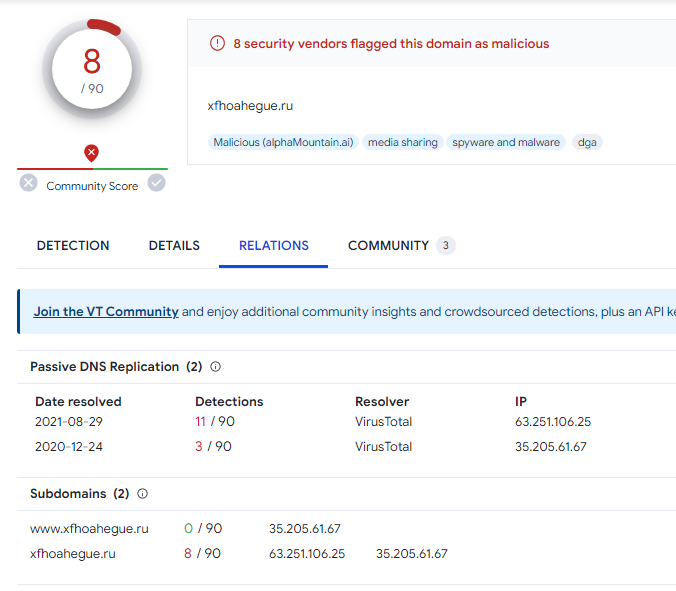 8
/ 90
Community Score
8 security vendors flagged this domain as malicious
xfhoahegue.ru
Malicious (alphaMountain.ai) media sharing spyware and malware dga
DETECTION DETAILS RELATIONS COMMUNITY 3
Join the VT Community and enjoy additional community insights and crowdsourced detections, plus an API ke
Passive DNS Replication (2)
Date resolved Detections Resolver IP
2021-08-29 11 / 90 VirusTotal 63.251.106.25
2020-12-24 3 / 90 VirusTotal 35.205.61.67
Subdomains (2)
www.xfhoahegue.ru 0 / 90 35.205.61.67
xfhoahegue.ru 8 / 90 63.251.106.25 35.205.61.67